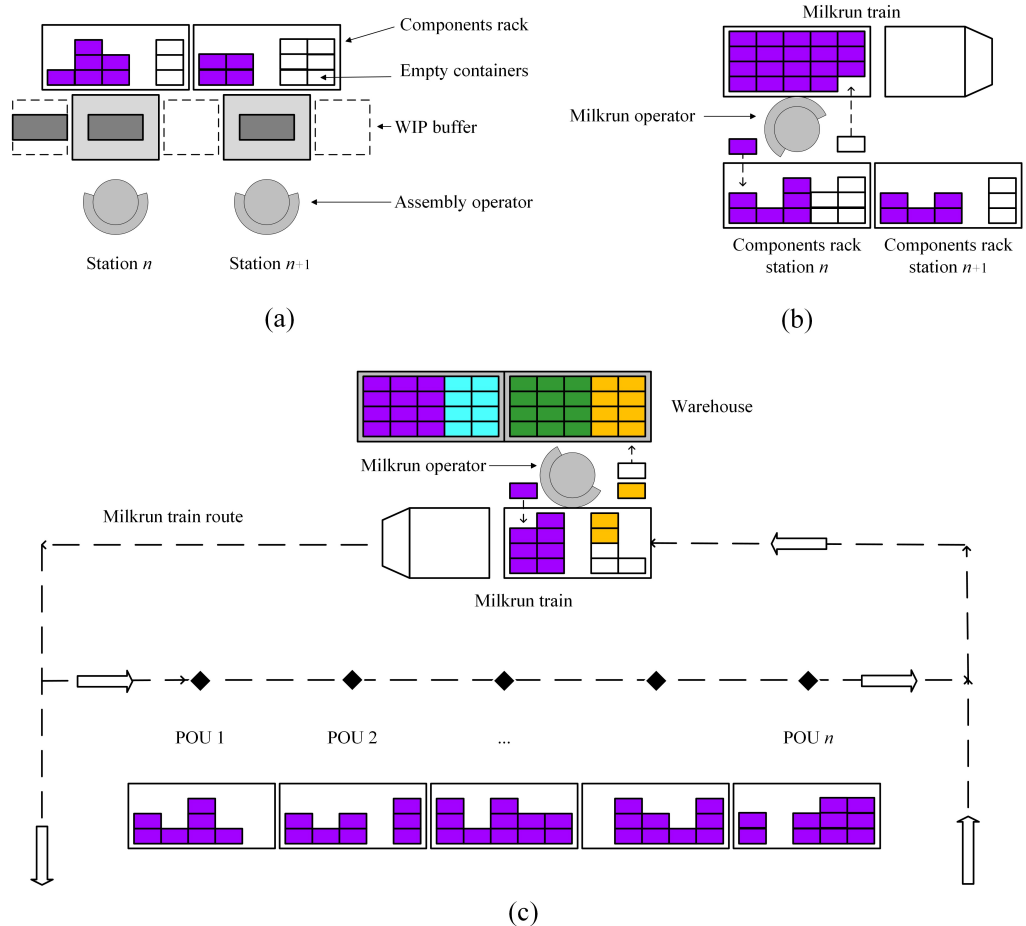 Components rack
Empty containers
WIP buffer
Assembly operator
Station n
Station n+1
(a)
Milkrun train
Milkrun operator
Components rack
station n
Components rack
station n+1
(b)
Warehouse
Milkrun operator
Milkrun train route
Milkrun train
POU 1
POU 2
...
POU n
(c)